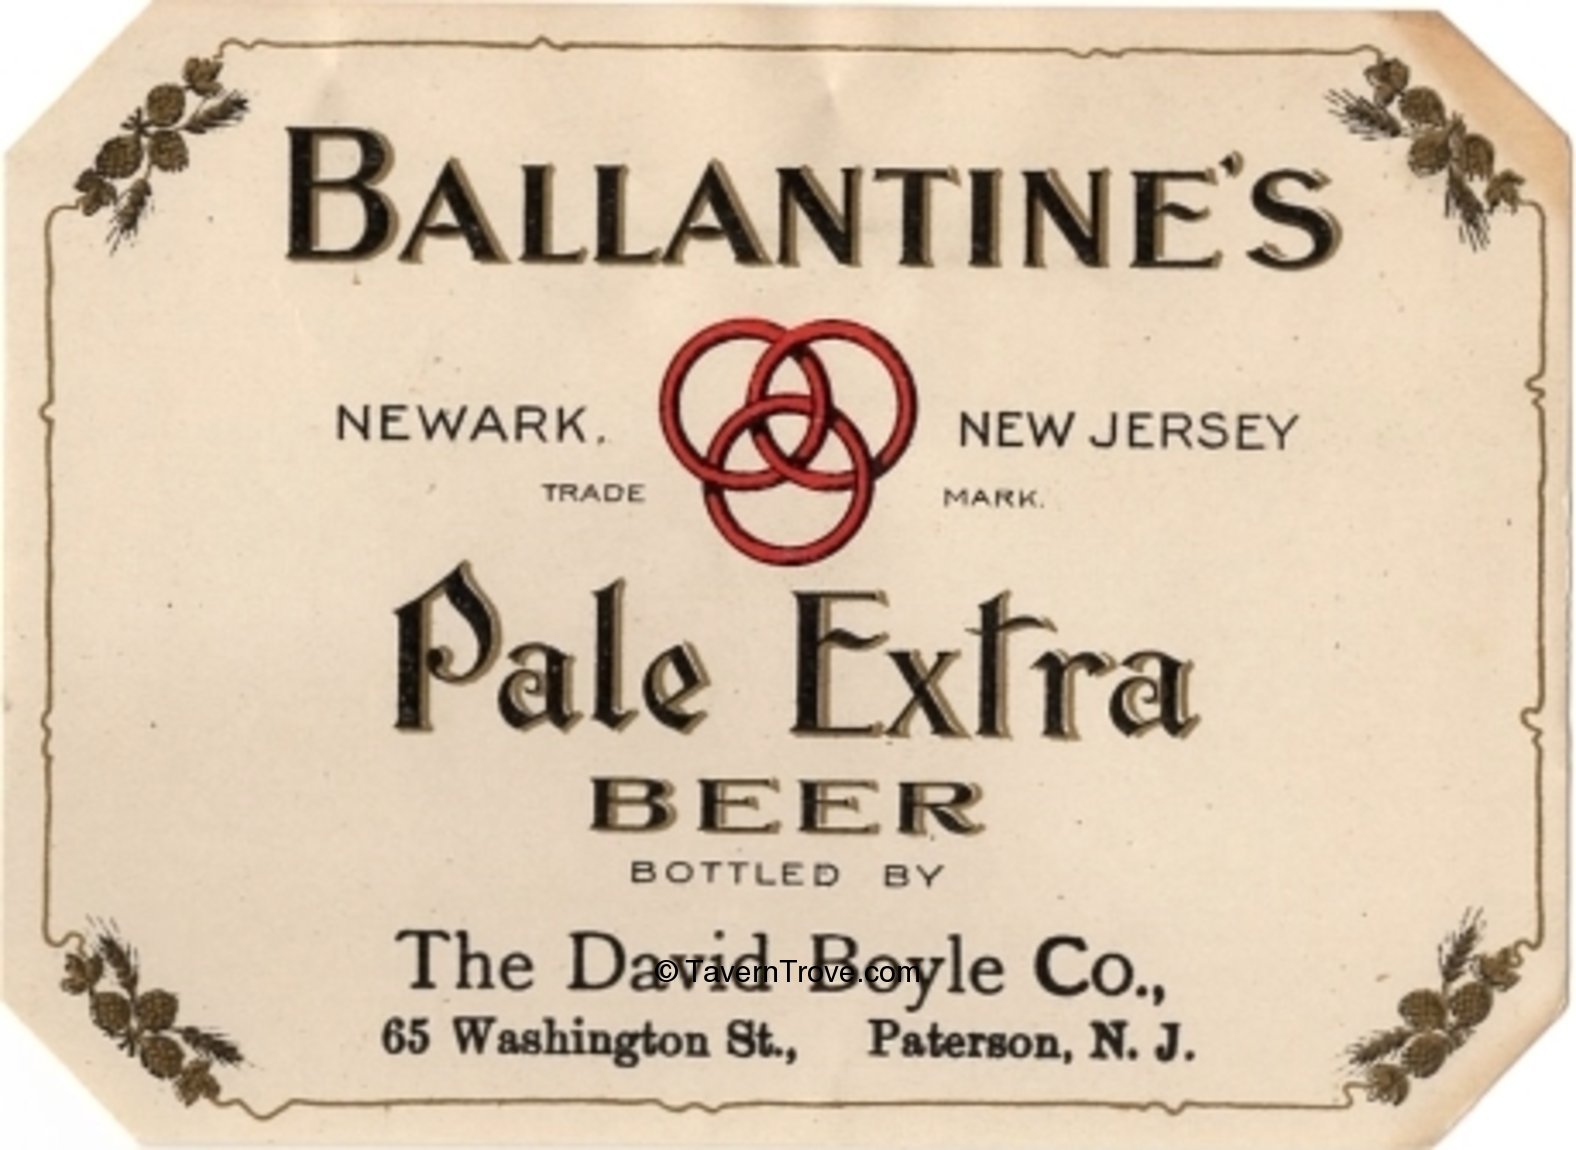 BALLANTINE'S
NEWARK, NEW JERSEY
TRADE MARK.
Pale Extra
BEER
BOTTLED BY
The David Boyle Co.,
© TavernTrove.com
65 Washington St., Paterson, N. J.